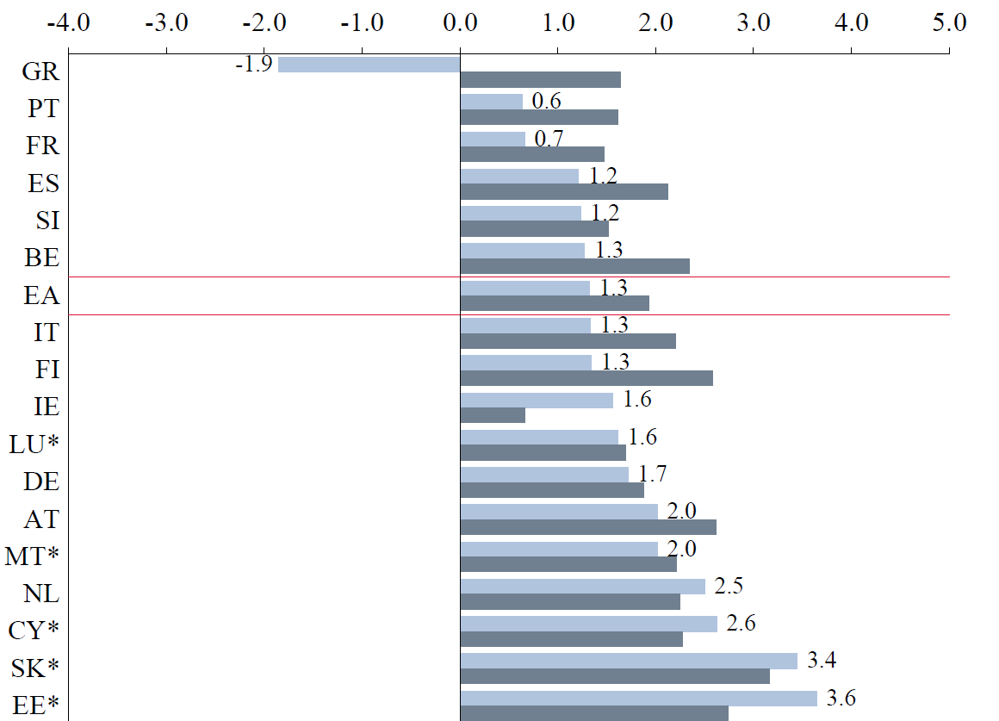 -4.0 -3.0 -2.0 -1.0 0.0 1.0 2.0 3.0 4.0 5.0
GR -1.9
PT 0.6
FR 0.7
ES 1.2
SI 1.2
BE 1.3
EA 1.3
IT 1.3
FI 1.3
IE 1.6
LU* 1.6
DE 1.7
AT 2.0
MT* 2.0
NL 2.5
CY* 2.6
SK* 3.4
EE* 3.6